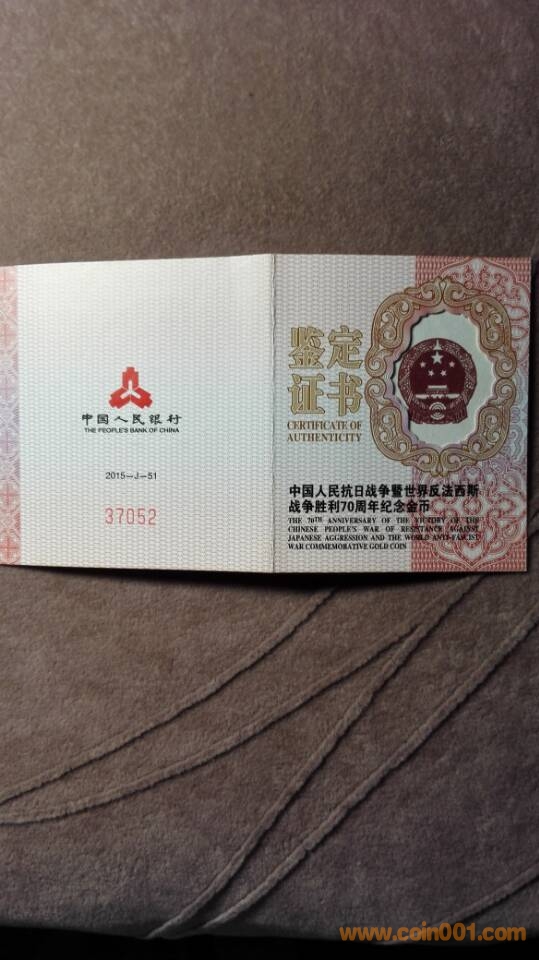 中国人民银行
THE PEOPLE'S BANK OF CHINA
2015-J-51
37052
鉴定
证书
CERTIFICATE OF
AUTHENTICITY
中国人民抗日战争暨世界反法西斯
战争胜利70周年纪念金币
THE 70TH ANNIVERSARY OF THE VICTORY OF THE
CHINESE PEOPLE'S WAR OF RESISTANCE AGAINST
JAPANESE AGGRESSION AND THE WORLD ANTI-FASCIST
WAR COMMEMORATIVE GOLD COIN
www.coin001.com